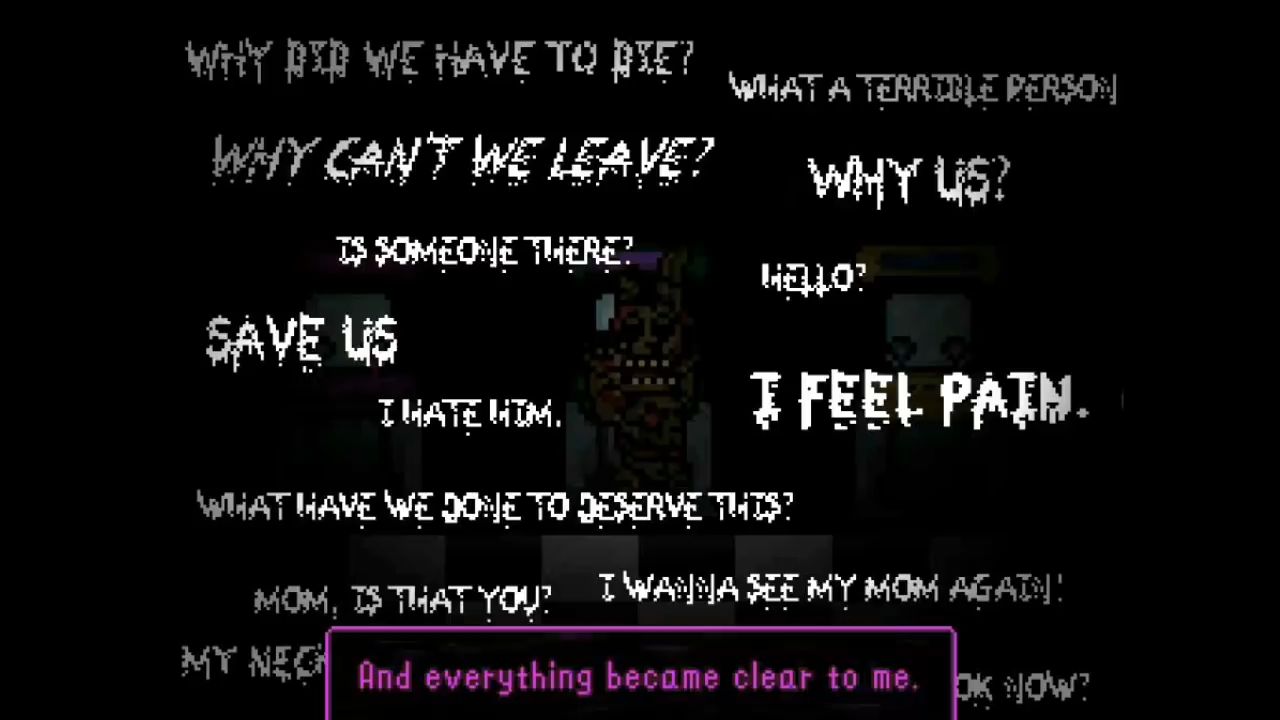 WHY DID WE HAVE TO DIE?
WHAT A TERRIBLE PERSON
WHY CAN'T WE LEAVE?
WHY US?
IS SOMEONE THERE?
HELLO?
SAVE US
I HATE HIM.
I FEEL PAIN.
WHAT HAVE WE DONE TO DESERVE THIS?
I WANNA SEE MY MOM AGAIN!
MOM, IS THAT YOU?
MY
And everything became clear to me.
NOW?